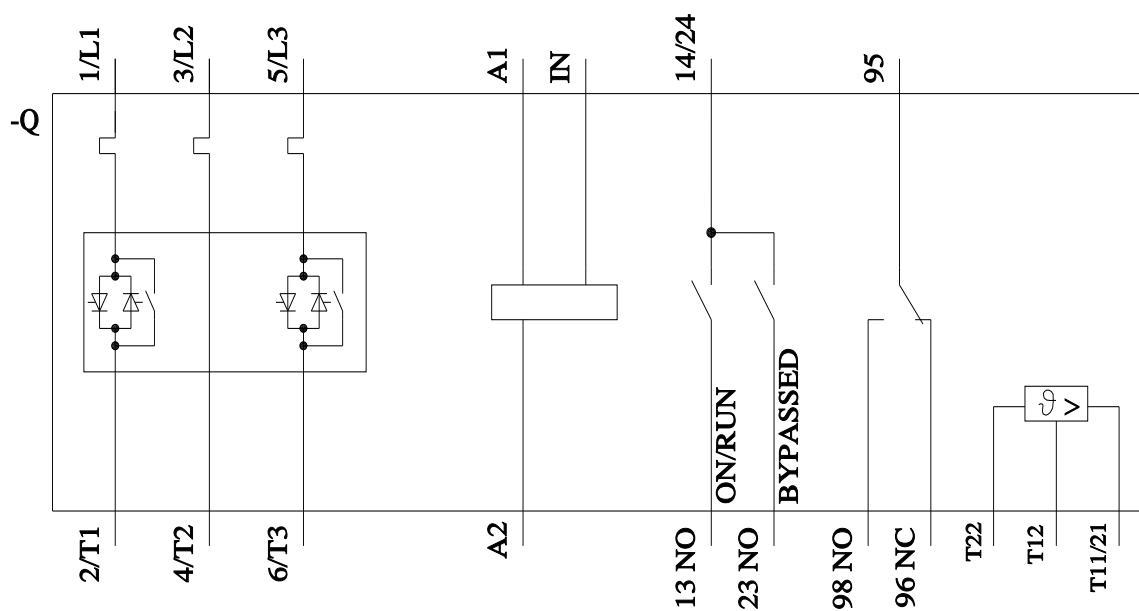 1/L1
3/L2
5/L3
A1
IN
14/24
95
-Q
ON/RUN
BYPASSED
ϑ >
2/T1
4/T2
6/T3
A2
13 NO
23 NO
98 NO
96 NC
T22
T12
T11/21